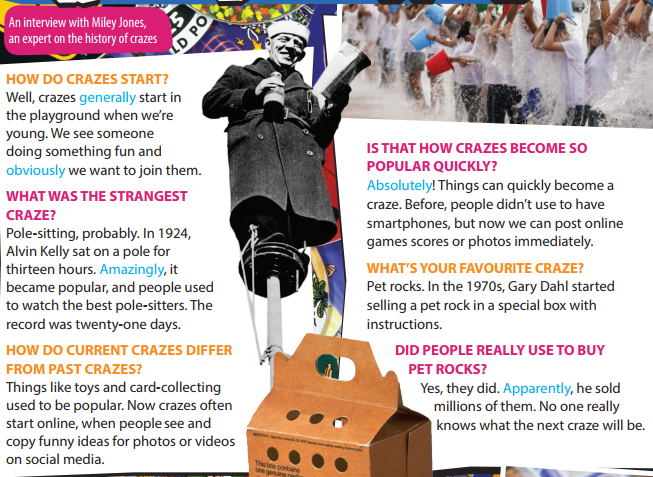 An interview with Miley Jones,
an expert on the history of crazes
HOW DO CRAZES START?
Well, crazes generally start in
the playground when we're
young. We see someone
doing something fun and
obviously we want to join them.
WHAT WAS THE STRANGEST
CRAZE?
Pole-sitting, probably. In 1924,
Alvin Kelly sat on a pole for
thirteen hours. Amazingly, it
became popular, and people used
to watch the best pole-sitters. The
record was twenty-one days.
HOW DO CURRENT CRAZES DIFFER
FROM PAST CRAZES?
Things like toys and card-collecting
used to be popular. Now crazes often
start online, when people see and
copy funny ideas for photos or videos
on social media.
IS THAT HOW CRAZES BECOME SO
POPULAR QUICKLY?
Absolutely! Things can quickly become a
craze. Before, people didn't use to have
smartphones, but now we can post online
games scores or photos immediately.
WHAT'S YOUR FAVOURITE CRAZE?
Pet rocks. In the 1970s, Gary Dahl started
selling a pet rock in a special box with
instructions.
DID PEOPLE REALLY USE TO BUY
PET ROCKS?
Yes, they did. Apparently, he sold
millions of them. No one really
knows what the next craze will be.
This box contains
one genuine